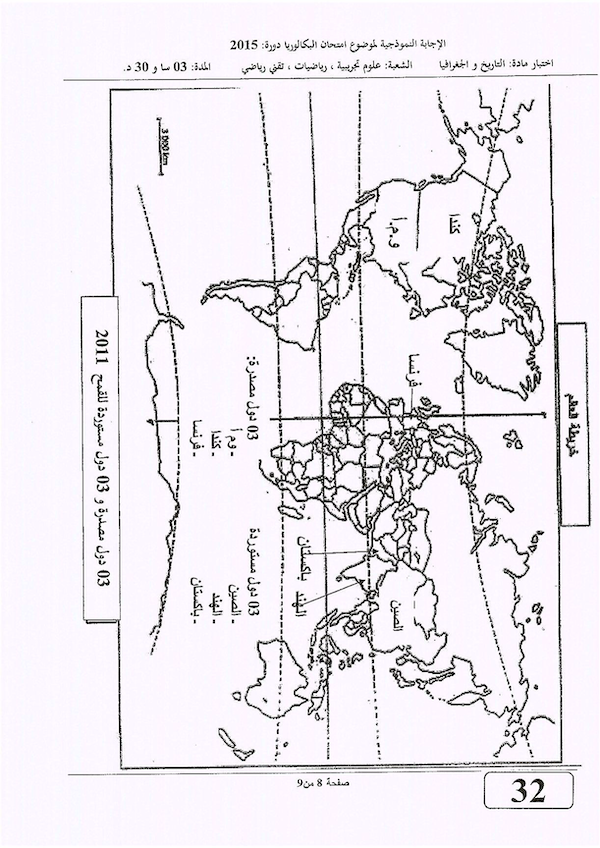 الإجابة النموذجية لموضوع امتحان البكالوريا دورة: 2015
اختبار مادة: التاريخ و الجغرافيا الشعبة: علوم تجريبية ، رياضيات ، تقني رياضي المدة: 03 سا و 30 د.
خريطة العالم
كندا
و.م.أ
فرنسا
الصين
باكستان
الهند
03 دول مصدرة:
- و.م.أ
- كندا
- فرنسا
03 دول مستوردة
- الصين
- الهند
- باكستان
3 000 km
03 دول مصدرة و 03 دول مستوردة للقمح 2011
صفحة 8 من 9
32